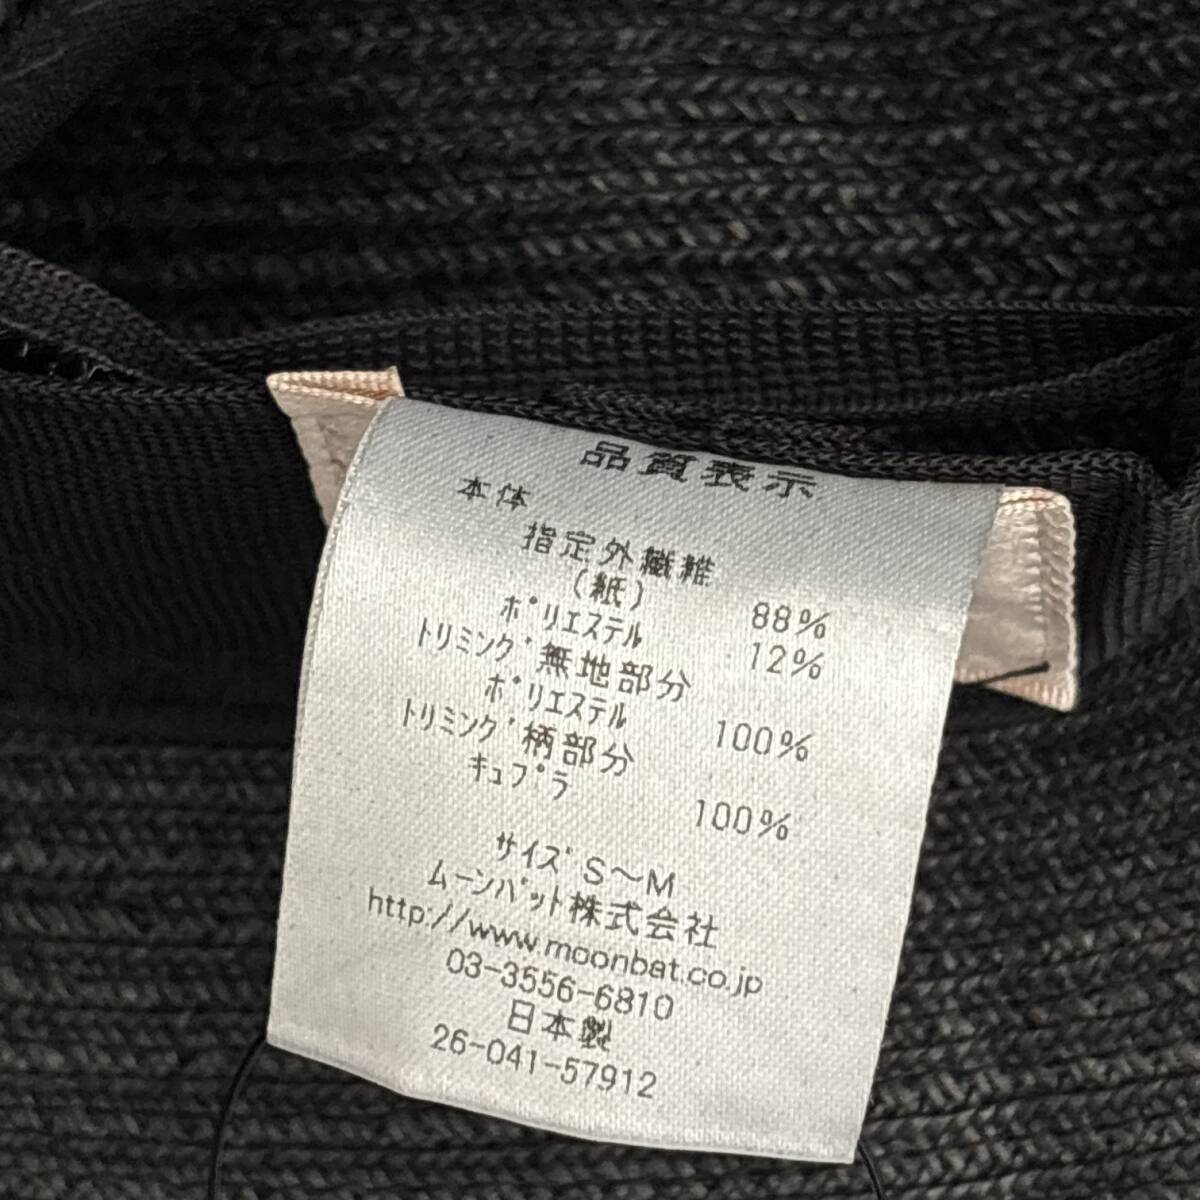 品質表示
本体
指定外繊維
(紙) 88%
ポリエステル 12%
トリミング無地部分
ポリエステル 100%
トリミング柄部分
キュプラ 100%
サイズ S～M
ムーンバット株式会社
http://www.moonbat.co.jp
03-3556-6810
日本製
26-041-57912